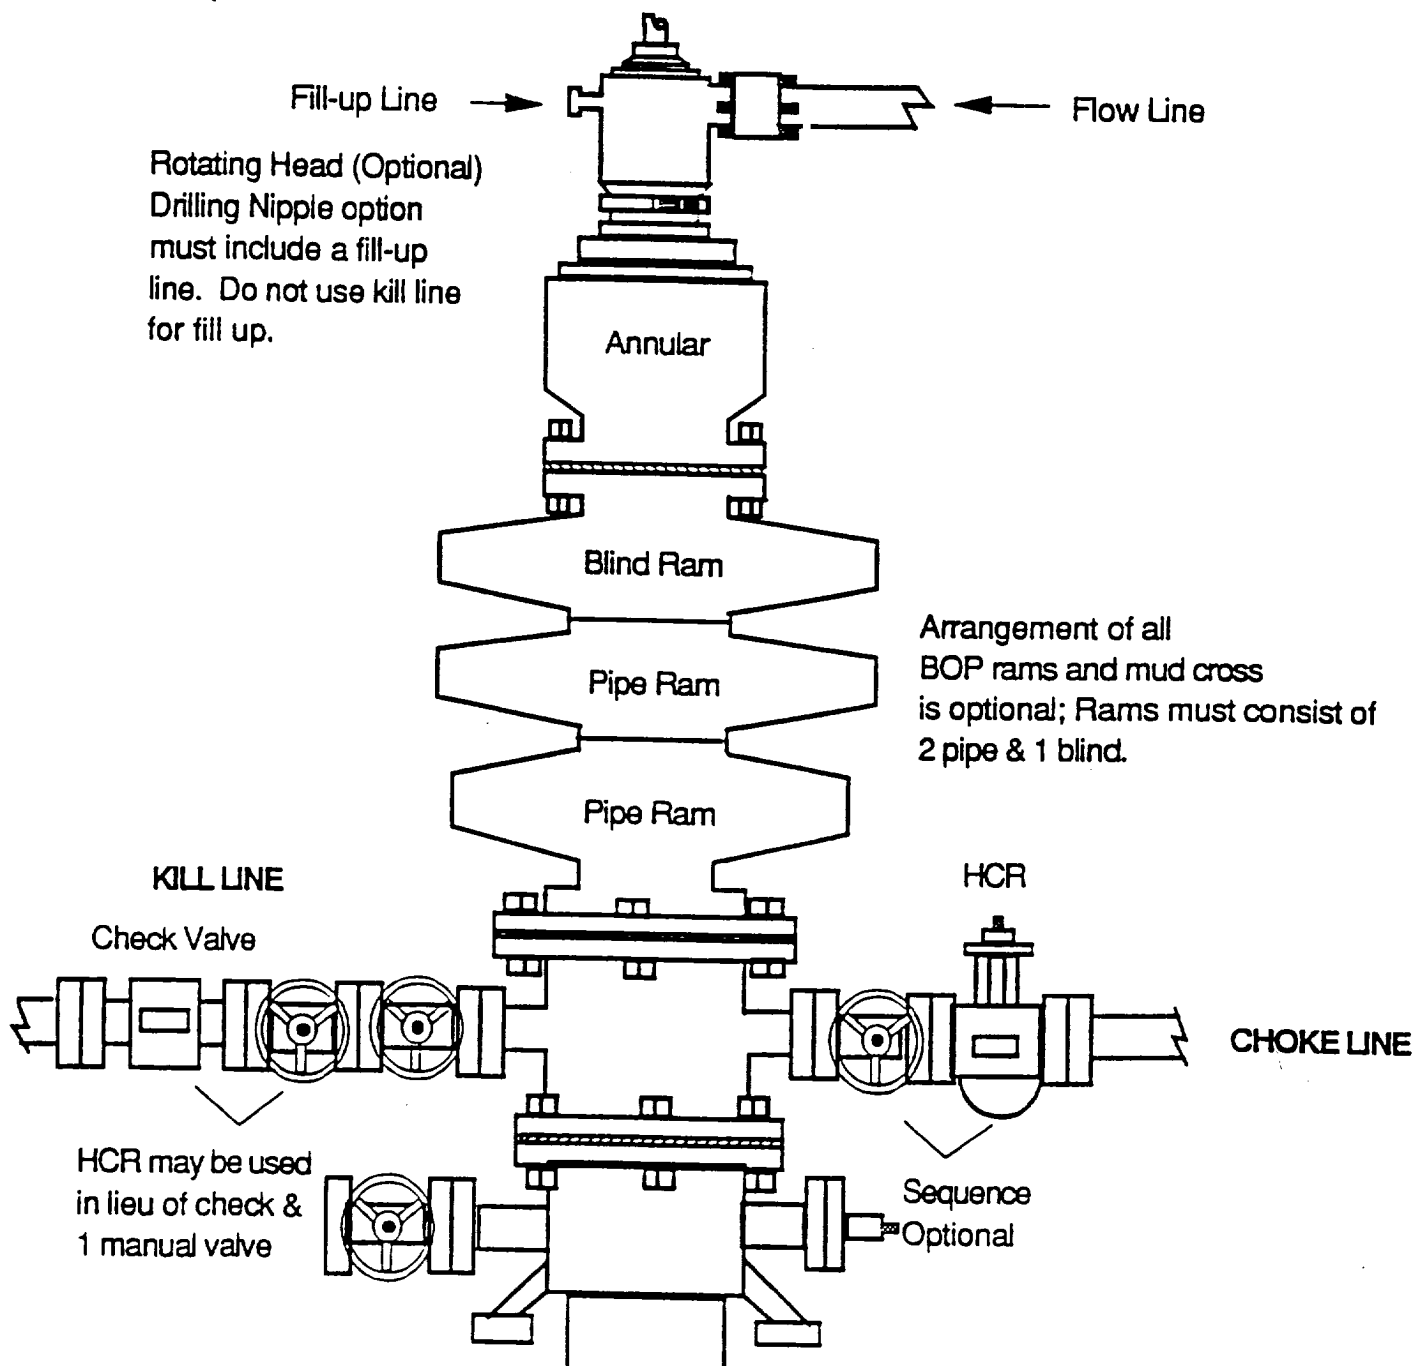 Fill-up Line
Flow Line
Rotating Head (Optional)
Drilling Nipple option
must include a fill-up
line. Do not use kill line
for fill up.
Annular
Blind Ram
Pipe Ram
Arrangement of all
BOP rams and mud cross
is optional; Rams must consist of
2 pipe & 1 blind.
Pipe Ram
KILL LINE
Check Valve
HCR
CHOKE LINE
HCR may be used
in lieu of check &
1 manual valve
Sequence
Optional